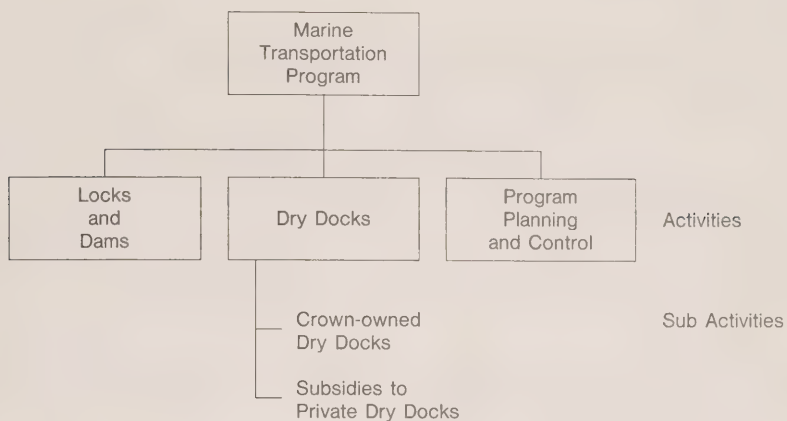 Marine
Transportation
Program
Locks
and
Dams
Dry Docks
Program
Planning
and Control
Activities
Crown-owned
Dry Docks
Sub Activities
Subsidies to
Private Dry Docks